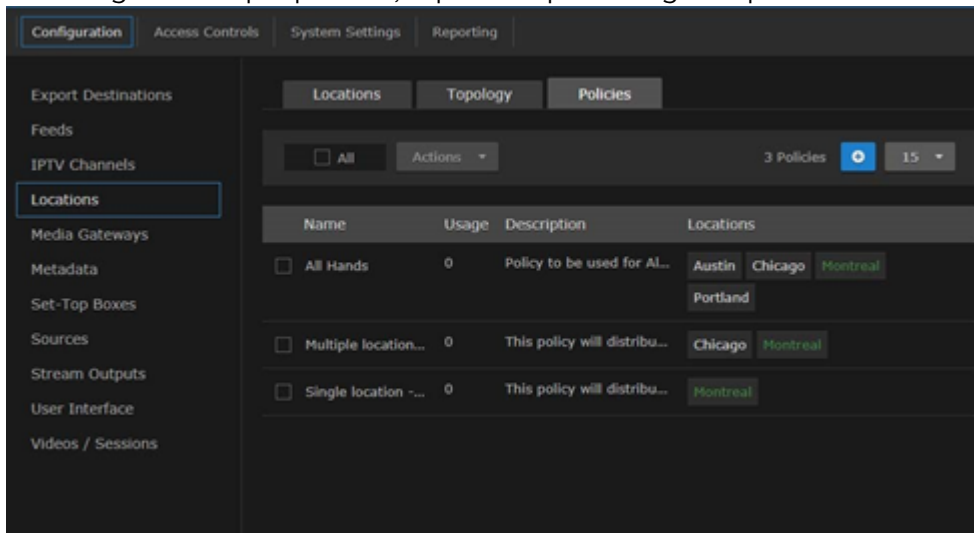 Configuration Access Controls System Settings Reporting
Export Destinations
Feeds
IPTV Channels
Locations
Media Gateways
Metadata
Set-Top Boxes
Sources
Stream Outputs
User Interface
Videos / Sessions
Locations Topology Policies
All Actions 3 Policies 15
Name Usage Description Locations
All Hands 0 Policy to be used for Al... Austin Chicago Montreal
Portland
Multiple location... 0 This policy will distribu... Chicago Montreal
Single location -... 0 This policy will distribu... Montreal